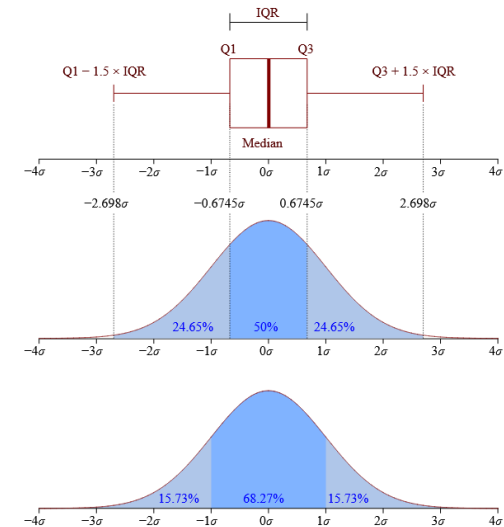 IQR
Q1 Q3
Q1 − 1.5 × IQR Q3 + 1.5 × IQR
Median
−4σ −3σ −2σ −1σ 0σ 1σ 2σ 3σ 4σ
−2.698σ −0.6745σ 0.6745σ 2.698σ
24.65% 50% 24.65%
−4σ −3σ −2σ −1σ 0σ 1σ 2σ 3σ 4σ
15.73% 68.27% 15.73%
−4σ −3σ −2σ −1σ 0σ 1σ 2σ 3σ 4σ